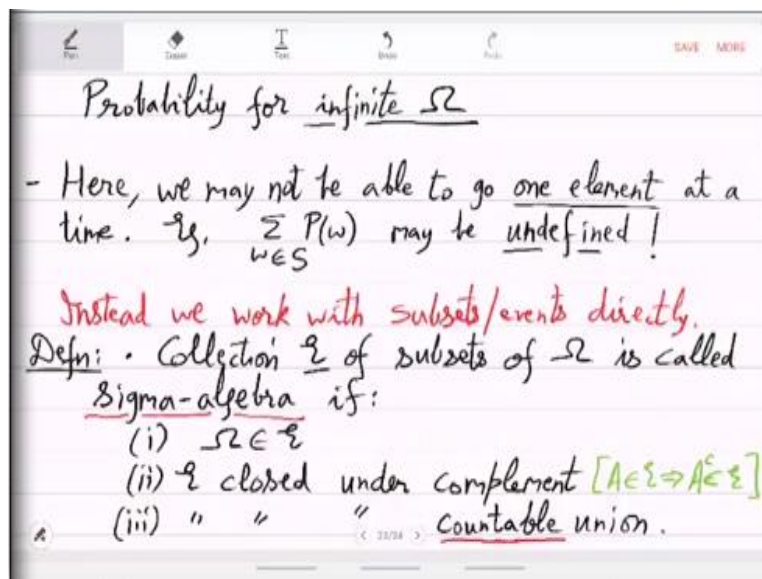 Pen Eraser Text Undo Redo SAVE MORE
Probability for infinite Ω
- Here, we may not be able to go one element at a
time. Eg. Σ P(w) may be undefined !
w∈S
Instead we work with subsets/events directly.
Defn: • Collection ξ of subsets of Ω is called
sigma-algebra if:
(i) Ω ∈ ξ
(ii) ξ closed under complement [A∈ξ ⇒ Aᶜ∈ξ]
(iii) " " " countable union.
< 23/24 >